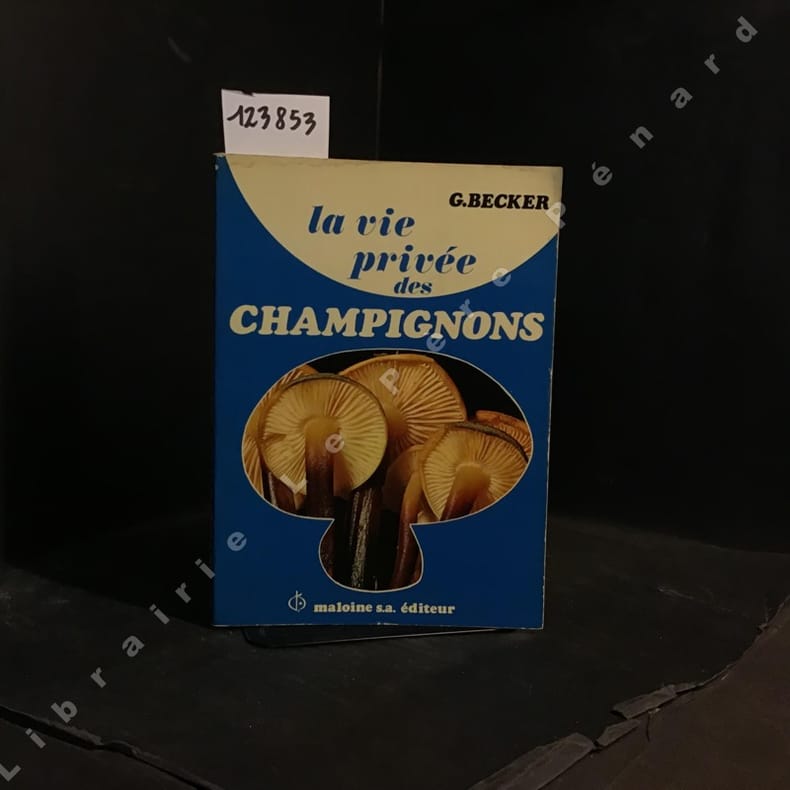 123853
G.BECKER
la vie
privée
des
CHAMPIGNONS
maloine s.a. éditeur
Librairie Le Père Pénard